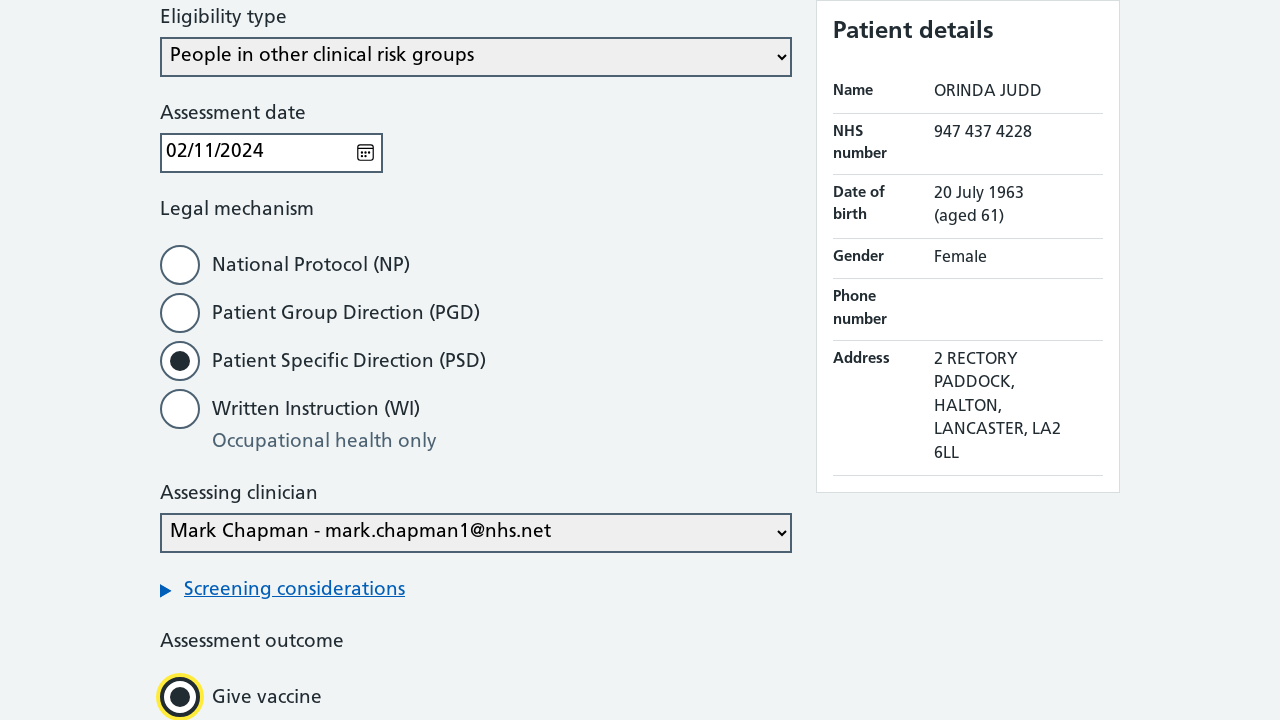 Eligibility type
People in other clinical risk groups
Assessment date
02/11/2024
Legal mechanism
National Protocol (NP)
Patient Group Direction (PGD)
Patient Specific Direction (PSD)
Written Instruction (WI)
Occupational health only
Assessing clinician
Mark Chapman - mark.chapman1@nhs.net
Screening considerations
Assessment outcome
Give vaccine
Patient details
Name ORINDA JUDD
NHS number 947 437 4228
Date of birth 20 July 1963
(aged 61)
Gender Female
Phone number
Address 2 RECTORY
PADDOCK,
HALTON,
LANCASTER, LA2
6LL